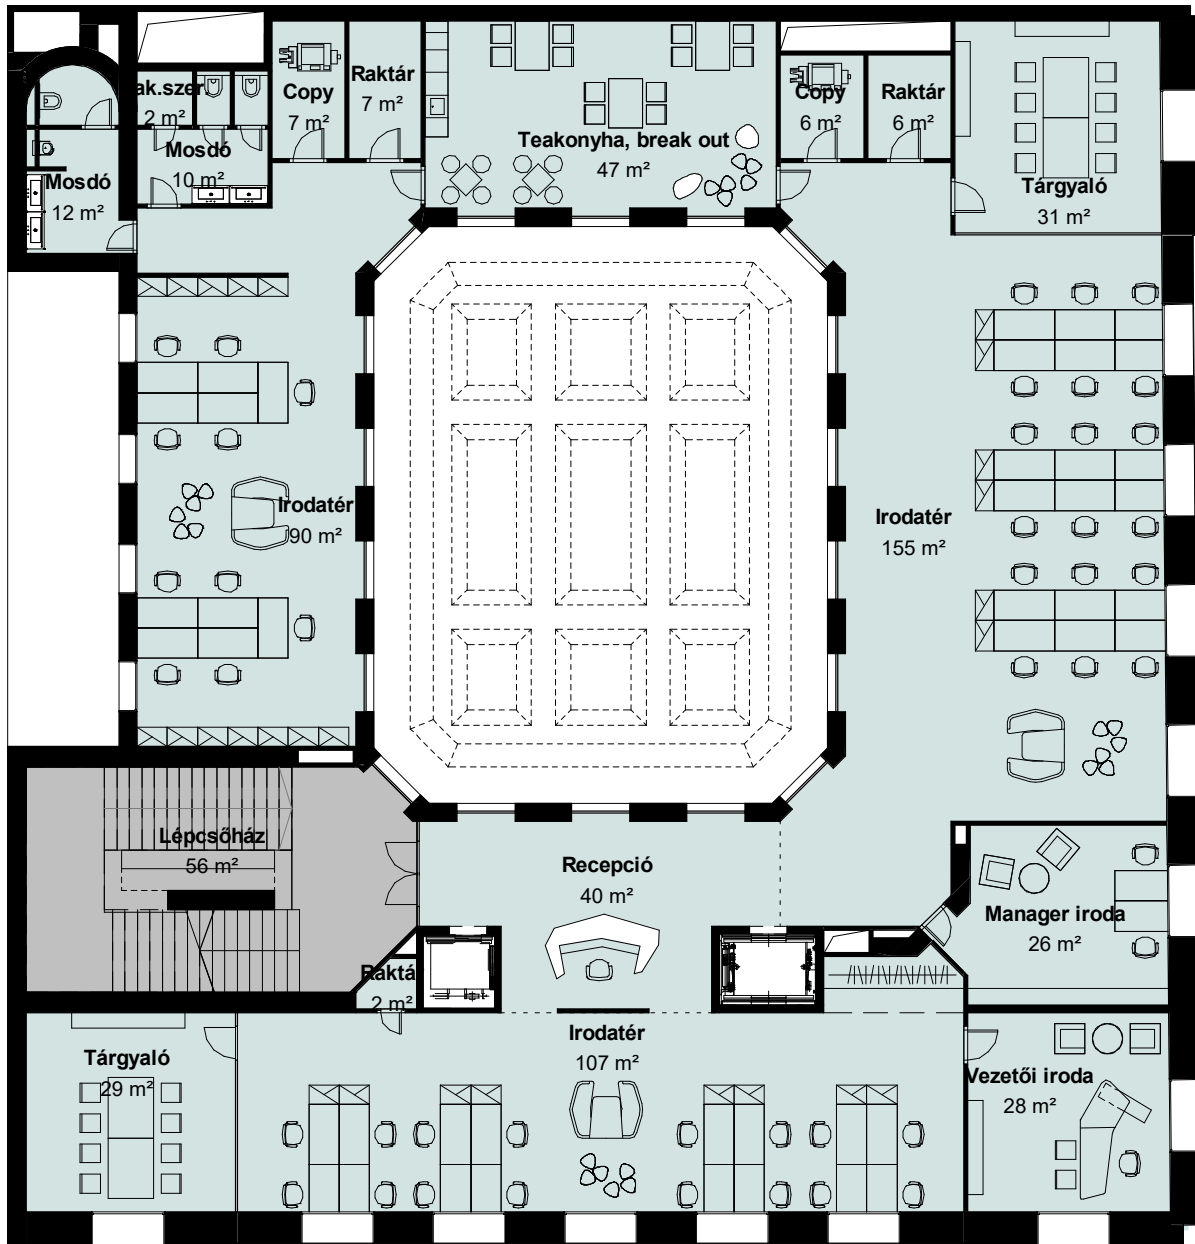 ak.szer
2 m²
Copy
7 m²
Raktár
7 m²
Copy
6 m²
Raktár
6 m²
Teakonyha, break out
47 m²
Mosdó
10 m²
Mosdó
12 m²
Tárgyaló
31 m²
Irodatér
90 m²
Irodatér
155 m²
Lépcsőház
56 m²
Recepció
40 m²
Manager iroda
26 m²
Raktá
2 m²
Irodatér
107 m²
Tárgyaló
29 m²
Vezetői iroda
28 m²